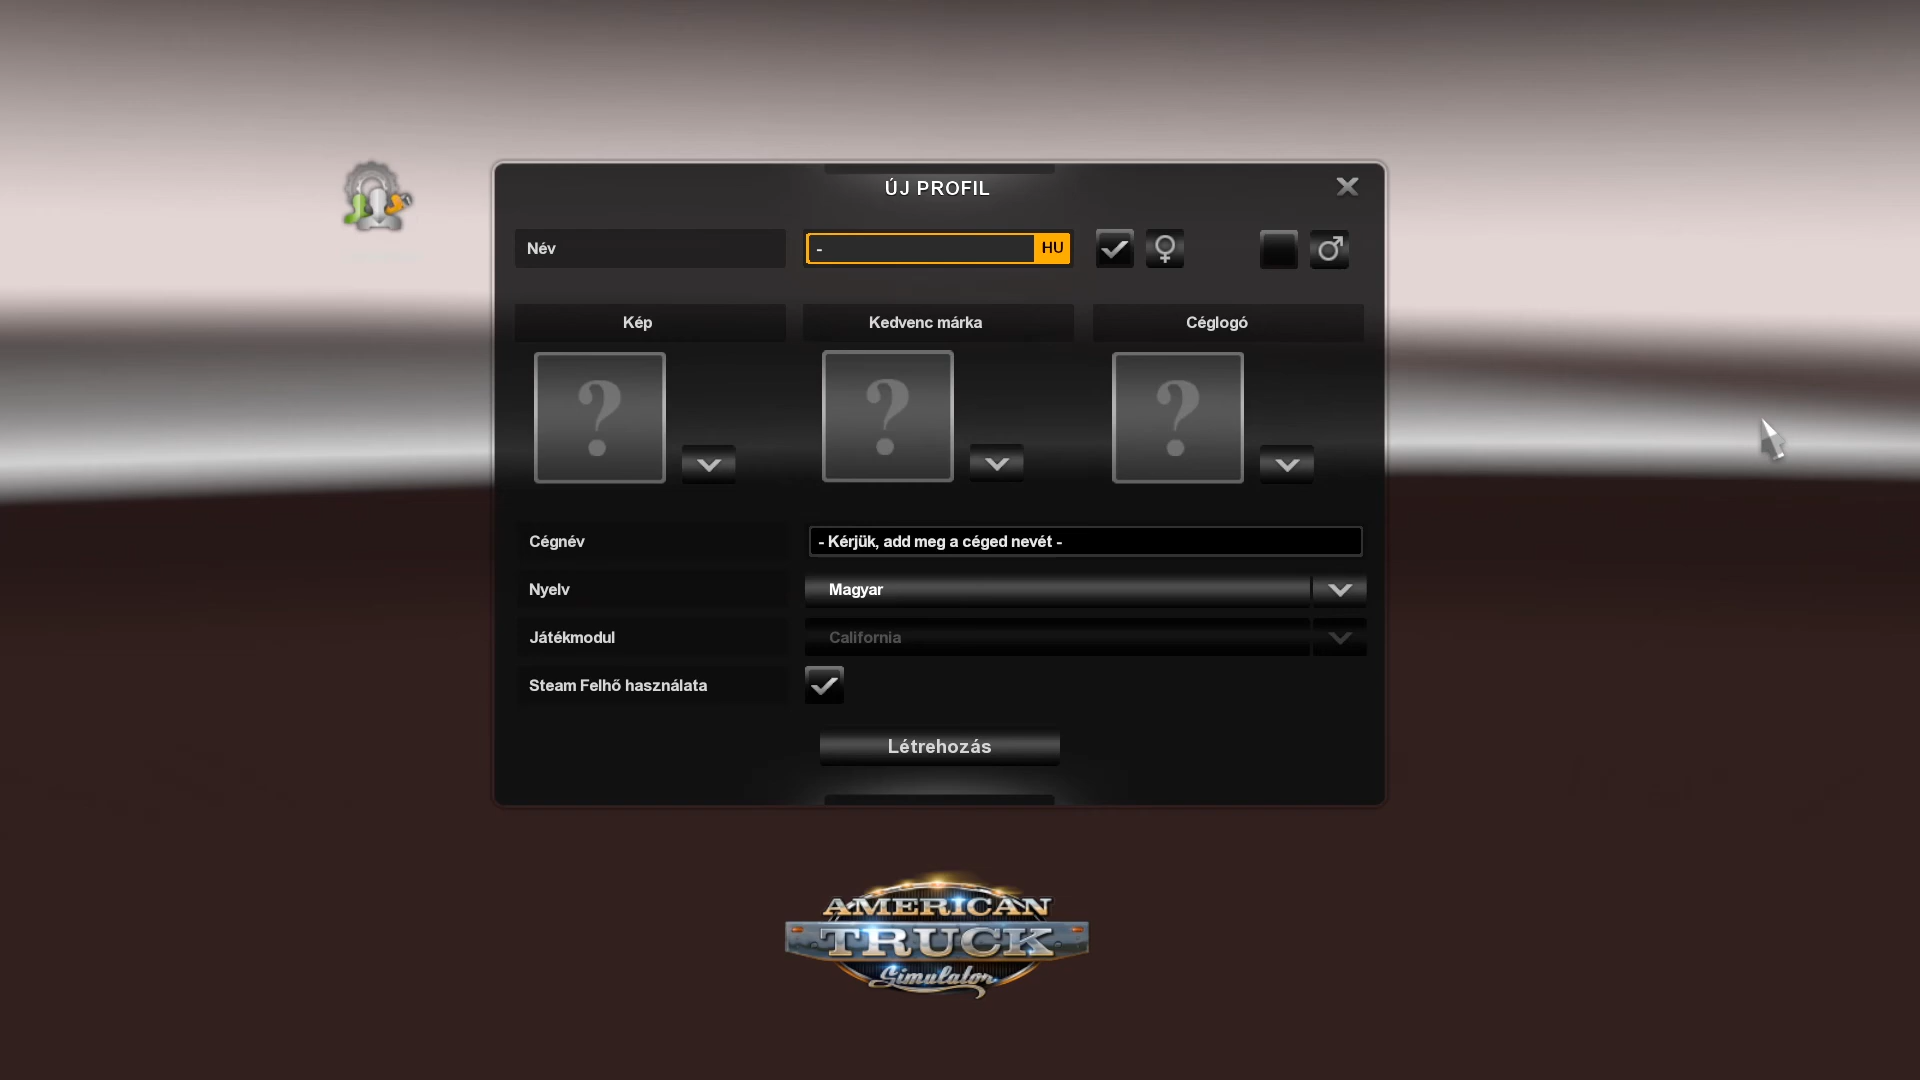 ÚJ PROFIL
Név
-
HU
Kép
Kedvenc márka
Céglogó
?
?
?
Cégnév
- Kérjük, add meg a céged nevét -
Nyelv
Magyar
Játékmodul
California
Steam Felhő használata
Létrehozás
AMERICAN
TRUCK
Simulator